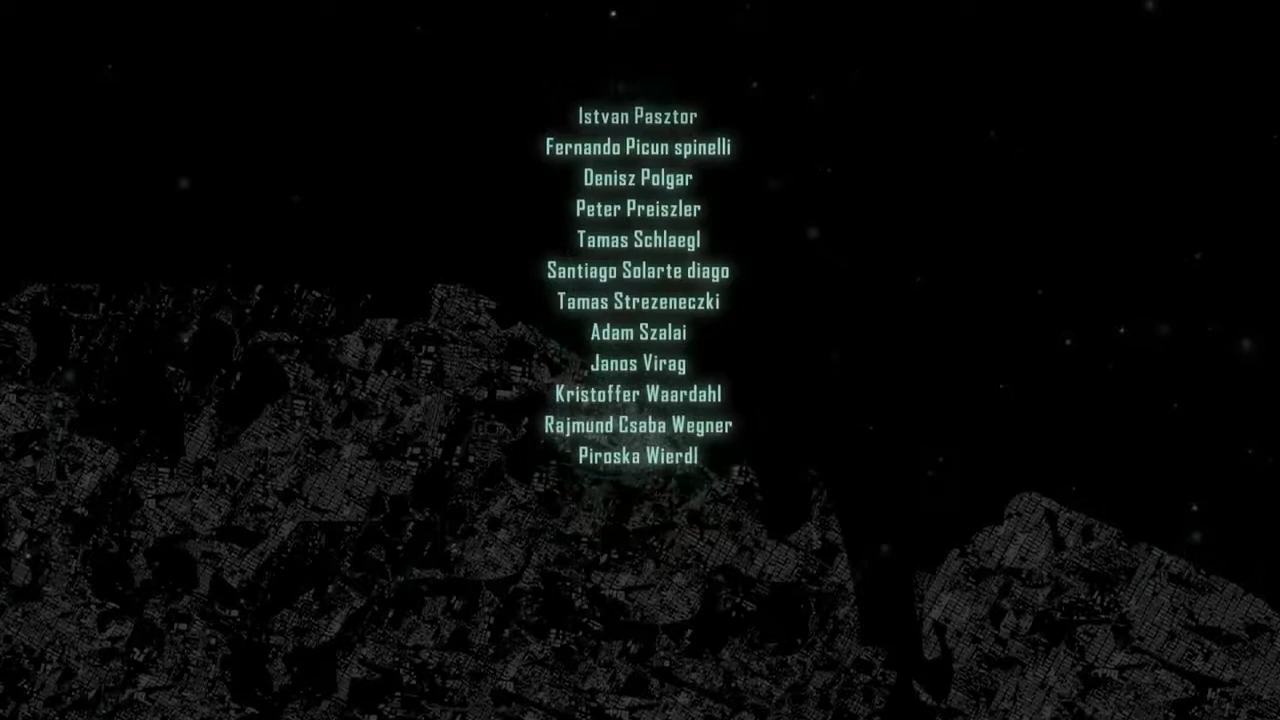 Istvan Pasztor
Fernando Picun spinelli
Denisz Polgar
Peter Preiszler
Tamas Schlaegl
Santiago Solarte diago
Tamas Strezeneczki
Adam Szalai
Janos Virag
Kristoffer Waardahl
Rajmund Csaba Wegner
Piroska Wierdl